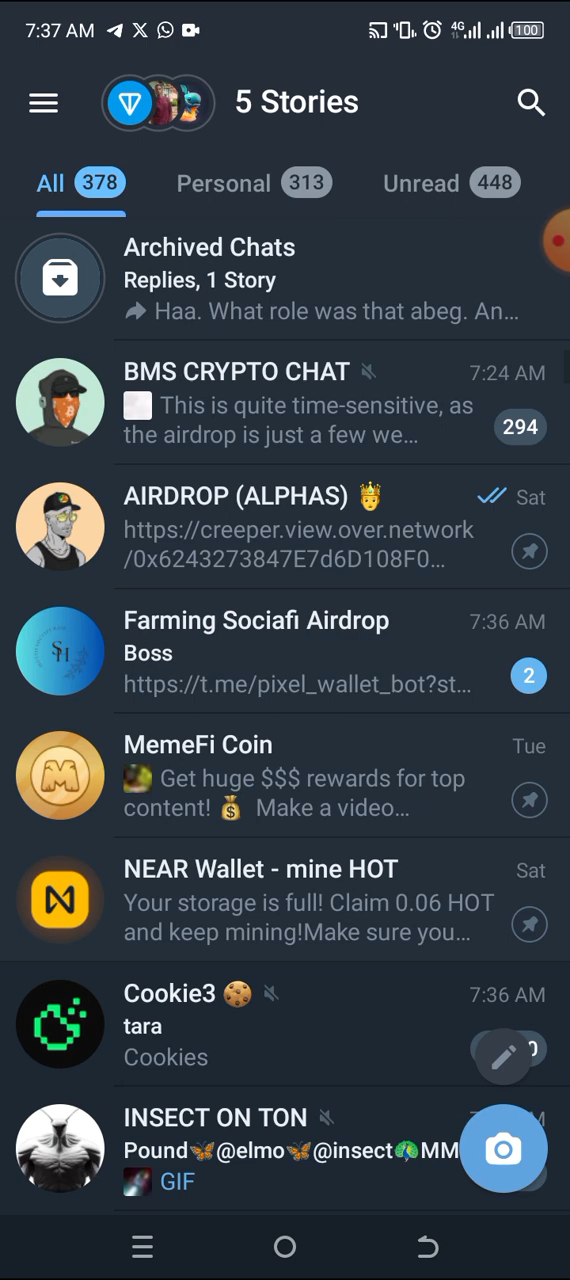 7:37 AM
4G
100
5 Stories
All 378
Personal 313
Unread 448
Archived Chats
Replies, 1 Story
Haa. What role was that abeg. An...
BMS CRYPTO CHAT
7:24 AM
This is quite time-sensitive, as
the airdrop is just a few we...
294
AIRDROP (ALPHAS) 🤴
Sat
https://creeper.view.over.network
/0x6243273847E7d6D108F0...
Farming Sociafi Airdrop
7:36 AM
Boss
https://t.me/pixel_wallet_bot?st...
2
MemeFi Coin
Tue
Get huge $$$ rewards for top
content! 💰 Make a video...
NEAR Wallet - mine HOT
Sat
Your storage is full! Claim 0.06 HOT
and keep mining!Make sure you...
Cookie3 🍪
7:36 AM
tara
Cookies
INSECT ON TON
Pound🦋@elmo🦋@insect🦚MM
GIF